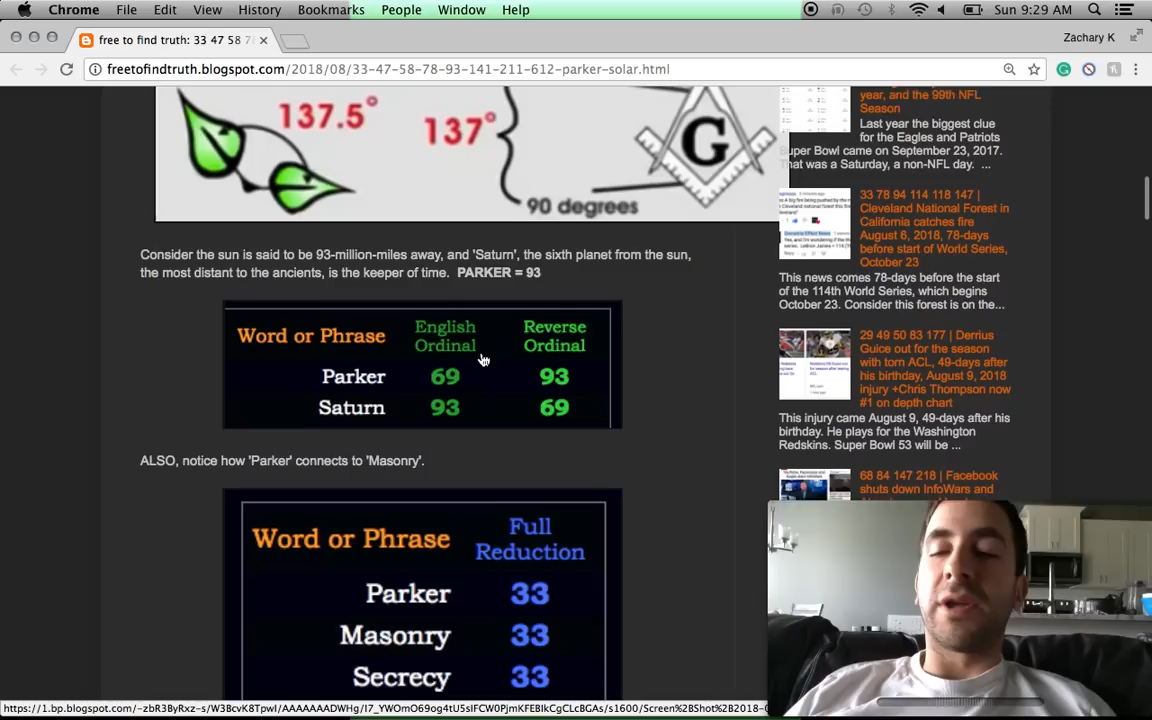 Chrome File Edit View History Bookmarks People Window Help Sun 9:29 AM
free to find truth: 33 47 58 78
Zachary K
freetofindtruth.blogspot.com/2018/08/33-47-58-78-93-141-211-612-parker-solar.html
137.5°
137°
G
90 degrees
Consider the sun is said to be 93-million-miles away, and 'Saturn', the sixth planet from the sun,
the most distant to the ancients, is the keeper of time. PARKER = 93
Word or Phrase English Ordinal Reverse Ordinal
Parker 69 93
Saturn 93 69
ALSO, notice how 'Parker' connects to 'Masonry'.
Word or Phrase Full Reduction
Parker 33
Masonry 33
Secrecy 33
year, and the 99th NFL
Season
Last year the biggest clue
for the Eagles and Patriots
Super Bowl came on September 23, 2017.
That was a Saturday, a non-NFL day. ...
33 78 94 114 118 147 |
Cleveland National Forest in
California catches fire
August 6, 2018, 78-days
before start of World Series,
October 23
This news comes 78-days before the start
of the 114th World Series, which begins
October 23. Consider this forest is on the...
29 49 50 83 177 | Derrius
Guice out for the season
with torn ACL, 49-days after
his birthday, August 9, 2018
injury +Chris Thompson now
#1 on depth chart
This injury came August 9, 49-days after his
birthday. He plays for the Washington
Redskins. Super Bowl 53 will be ...
68 84 147 218 | Facebook
shuts down InfoWars and